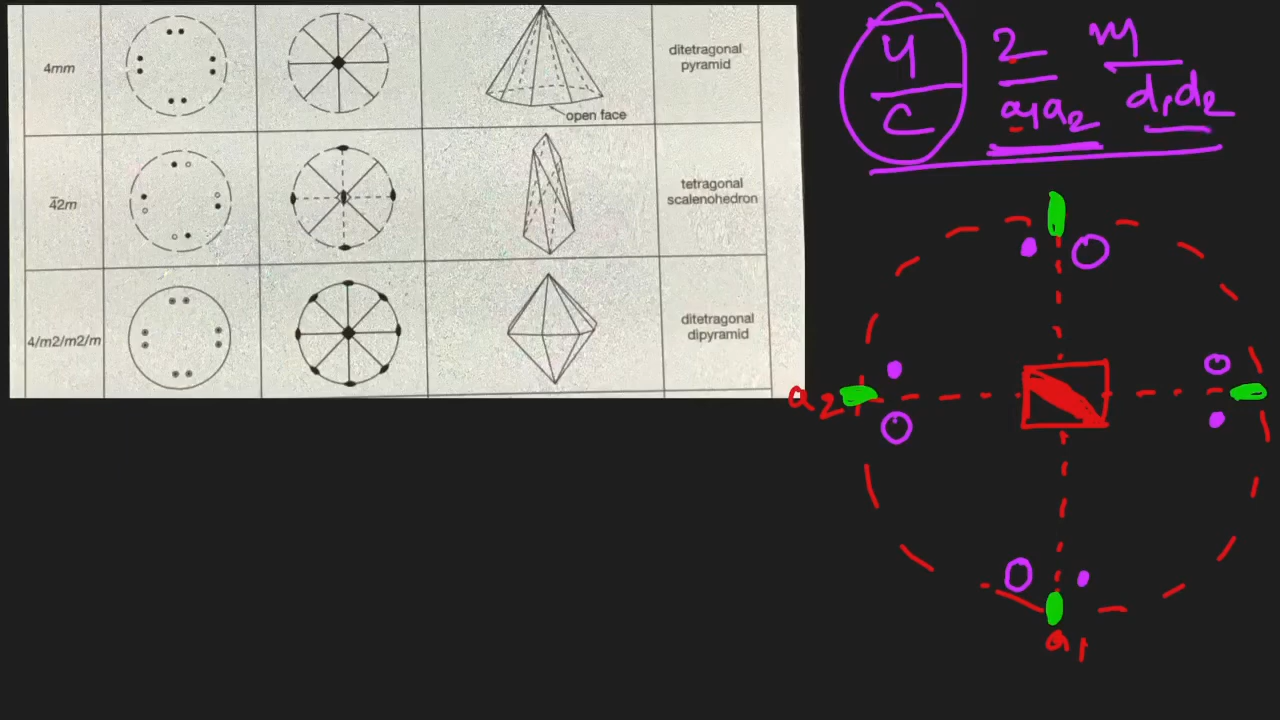 4mm
ditetragonal
pyramid
open face
4̅2m
tetragonal
scalenohedron
4/m2/m2/m
ditetragonal
dipyramid
4̅ 2 m
c a₁a₂ d₁d₂
a₂
a₁